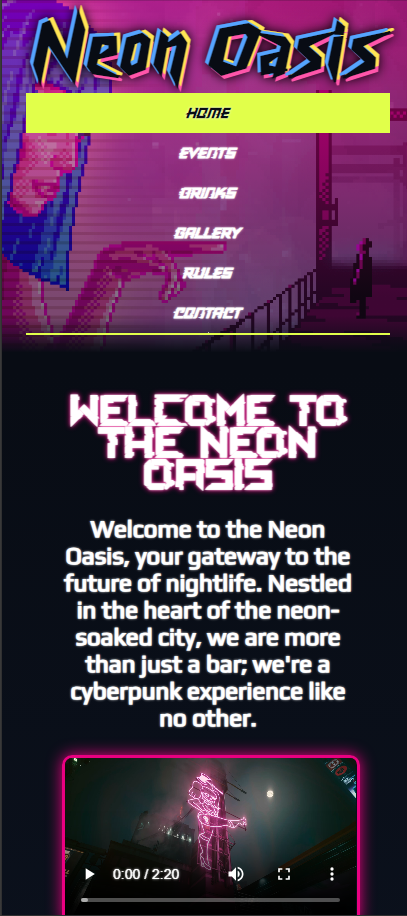 Neon Oasis
HOME
EVENTS
DRINKS
GALLERY
RULES
CONTACT
WELCOME TO
THE NEON
OASIS
Welcome to the Neon
Oasis, your gateway to the
future of nightlife. Nestled
in the heart of the neon-
soaked city, we are more
than just a bar; we're a
cyberpunk experience like
no other.
0:00 / 2:20